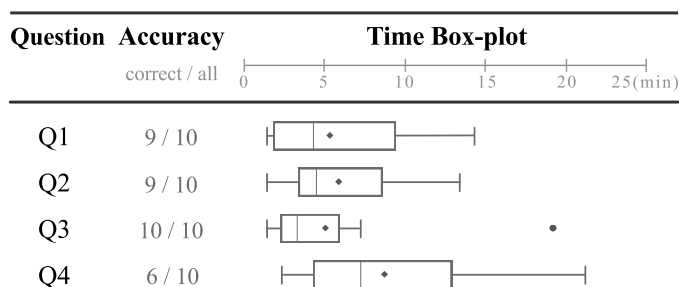 Question Accuracy Time Box-plot
correct / all 0 5 10 15 20 25(min)
Q1 9 / 10
Q2 9 / 10
Q3 10 / 10
Q4 6 / 10